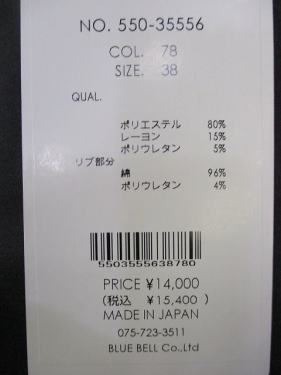 NO. 550-35556
COL. 78
SIZE. 38
QUAL.
ポリエステル 80%
レーヨン 15%
ポリウレタン 5%
リブ部分
綿 96%
ポリウレタン 4%
5503555638780
PRICE ¥14,000
(税込 ¥15,400 )
MADE IN JAPAN
075-723-3511
BLUE BELL Co.,Ltd